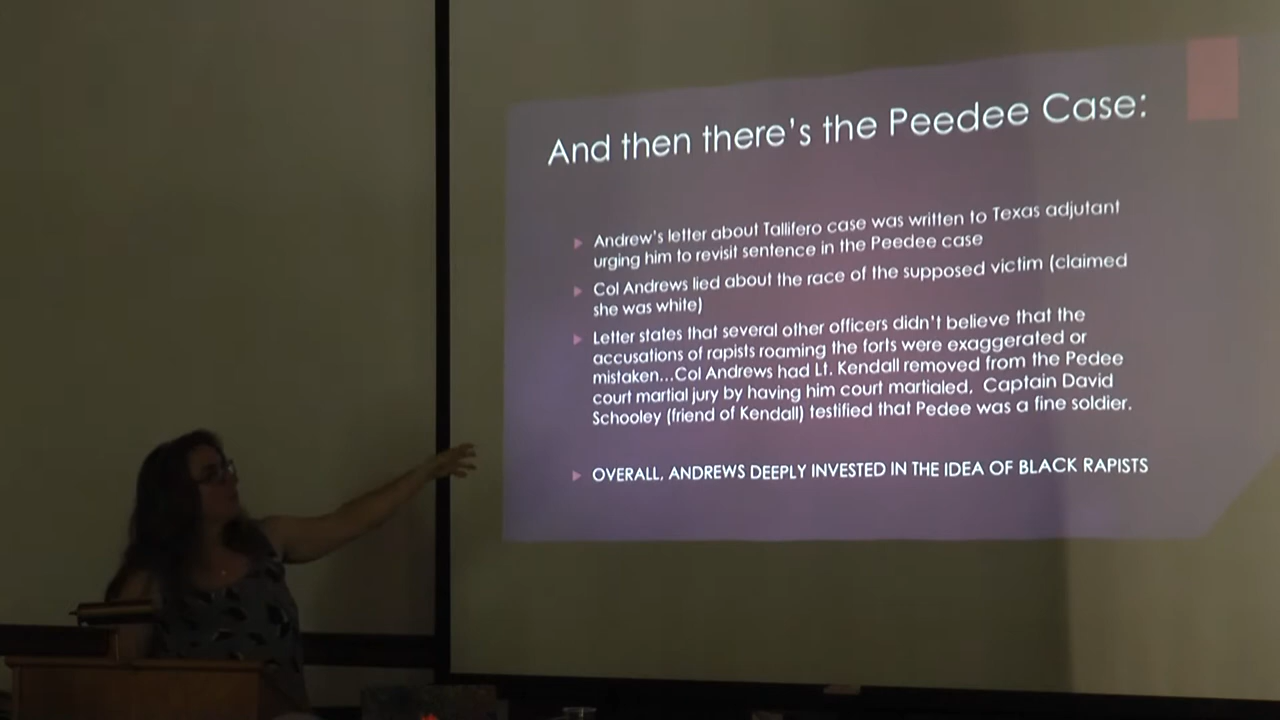 And then there's the Peedee Case:
Andrew's letter about Tallifero case was written to Texas adjutant
urging him to revisit sentence in the Peedee case
Col Andrews lied about the race of the supposed victim (claimed
she was white)
Letter states that several other officers didn't believe that the
accusations of rapists roaming the forts were exaggerated or
mistaken...Col Andrews had Lt. Kendall removed from the Pedee
court martial jury by having him court martialed, Captain David
Schooley (friend of Kendall) testified that Pedee was a fine soldier.
OVERALL, ANDREWS DEEPLY INVESTED IN THE IDEA OF BLACK RAPISTS